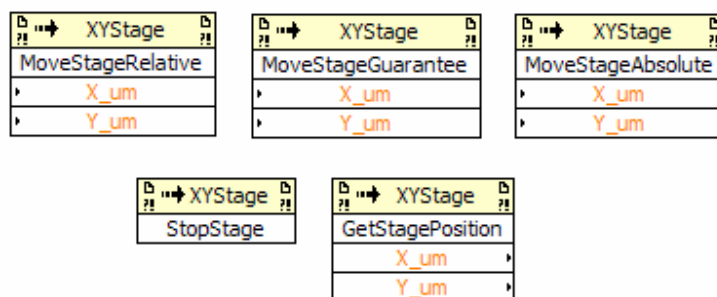 XYStage
MoveStageRelative
X_um
Y_um
XYStage
MoveStageGuarantee
X_um
Y_um
XYStage
MoveStageAbsolute
X_um
Y_um
XYStage
StopStage
XYStage
GetStagePosition
X_um
Y_um